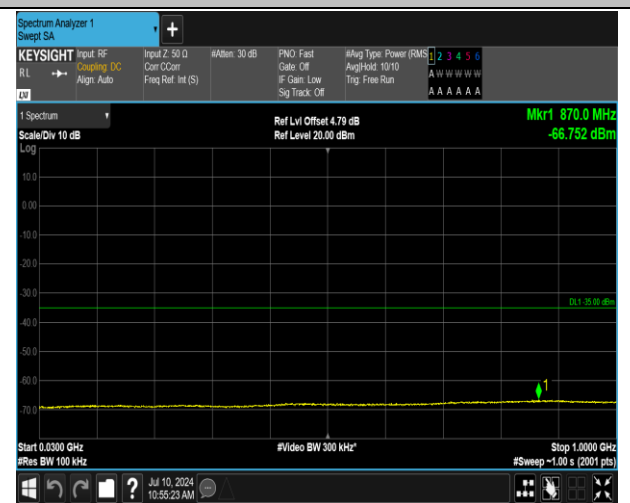 Spectrum Analyzer 1
Swept SA
+
KEYSIGHT Input: RF Input Z: 50 Ω #Atten: 30 dB PNO: Fast #Avg Type: Power (RMS 1 2 3 4 5 6
RL Coupling: DC Corr CCorr Gate: Off Avg|Hold: 10/10 A W W W W W
Align: Auto Freq Ref: Int (S) IF Gain: Low Trig: Free Run
LXI Sig Track: Off A A A A A A
1 Spectrum Ref Lvl Offset 4.79 dB Mkr1 870.0 MHz
Scale/Div 10 dB Ref Level 20.00 dBm -66.752 dBm
Log
10.0
0.00
-10.0
-20.0
-30.0
DL1 -35.00 dBm
-40.0
-50.0
-60.0
1
-70.0
Start 0.0300 GHz #Video BW 300 kHz* Stop 1.0000 GHz
#Res BW 100 kHz #Sweep ~1.00 s (2001 pts)
? Jul 10, 2024
10:55:23 AM